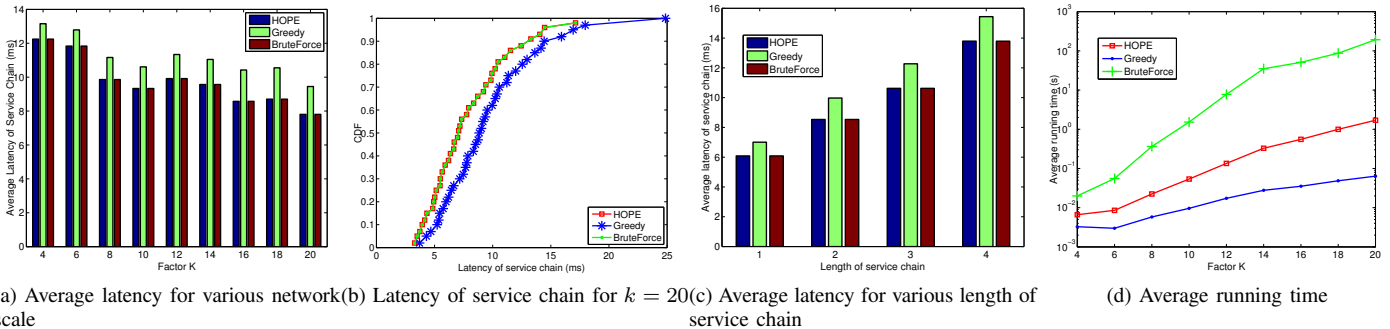 Average Latency of Service Chain (ms)
14
12
10
8
6
4
2
0
HOPE
Greedy
BruteForce
4 6 8 10 12 14 16 18 20
Factor K
CDF
1
0.9
0.8
0.7
0.6
0.5
0.4
0.3
0.2
0.1
0
HOPE
Greedy
BruteForce
0 5 10 15 20 25
Latency of service chain (ms)
Average latency of service chain (ms)
16
14
12
10
8
6
4
2
0
HOPE
Greedy
BruteForce
1 2 3 4
Length of service chain
Average running time (s)
10³
10²
10¹
10⁰
10⁻¹
10⁻²
10⁻³
HOPE
Greedy
BruteForce
4 6 8 10 12 14 16 18 20
Factor K
a) Average latency for various network
scale
(b) Latency of service chain for k = 20
(c) Average latency for various length of
service chain
(d) Average running time